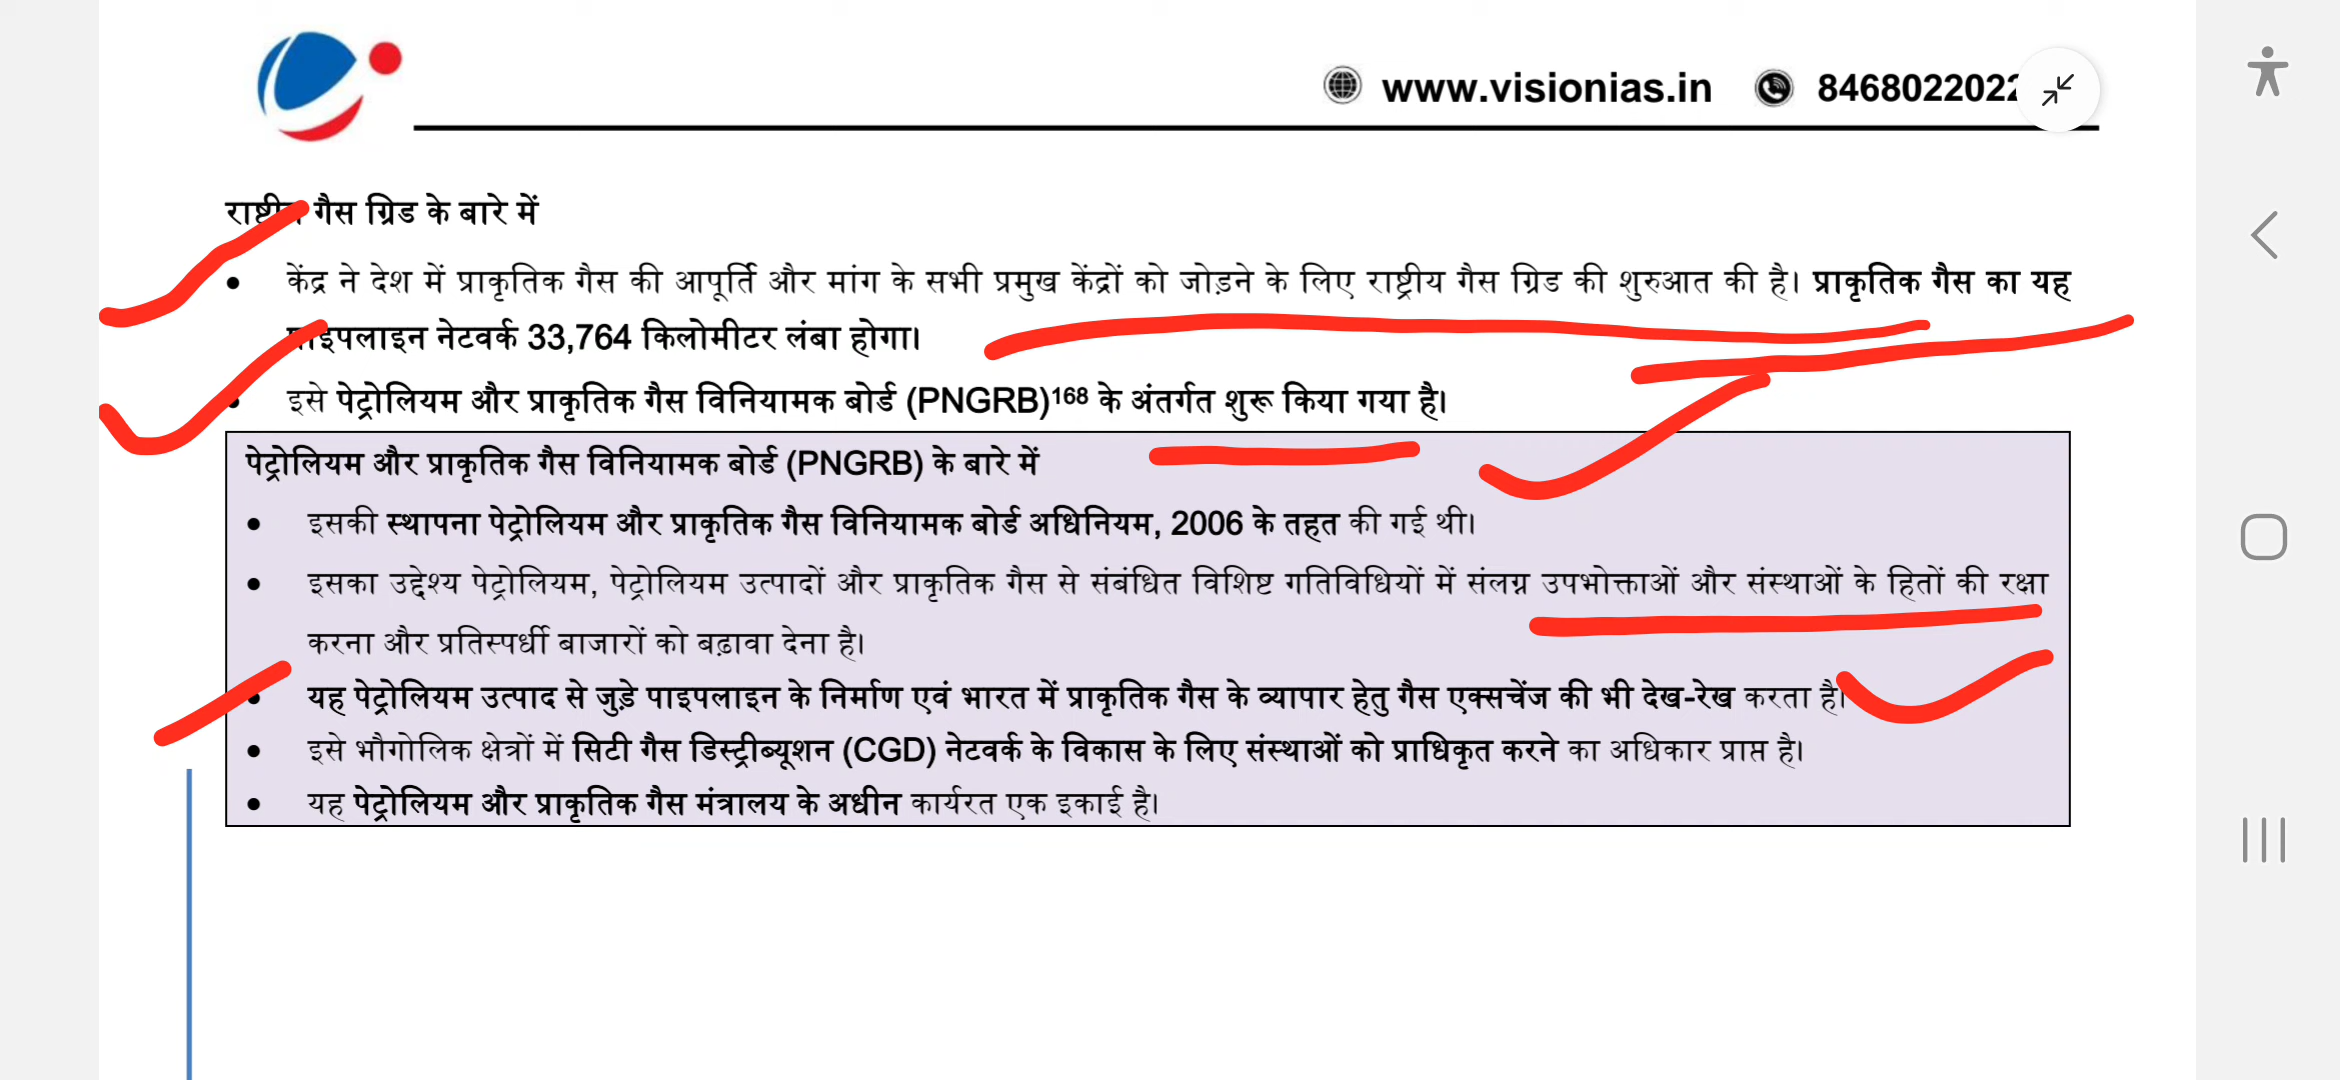 www.visionias.in 8468022022
राष्ट्रीय गैस ग्रिड के बारे में
• केंद्र ने देश में प्राकृतिक गैस की आपूर्ति और मांग के सभी प्रमुख केंद्रों को जोड़ने के लिए राष्ट्रीय गैस ग्रिड की शुरुआत की है। प्राकृतिक गैस का यह
पाइपलाइन नेटवर्क 33,764 किलोमीटर लंबा होगा।
• इसे पेट्रोलियम और प्राकृतिक गैस विनियामक बोर्ड (PNGRB)¹⁶⁸ के अंतर्गत शुरू किया गया है।
पेट्रोलियम और प्राकृतिक गैस विनियामक बोर्ड (PNGRB) के बारे में
• इसकी स्थापना पेट्रोलियम और प्राकृतिक गैस विनियामक बोर्ड अधिनियम, 2006 के तहत की गई थी।
• इसका उद्देश्य पेट्रोलियम, पेट्रोलियम उत्पादों और प्राकृतिक गैस से संबंधित विशिष्ट गतिविधियों में संलग्न उपभोक्ताओं और संस्थाओं के हितों की रक्षा
करना और प्रतिस्पर्धी बाजारों को बढ़ावा देना है।
• यह पेट्रोलियम उत्पाद से जुड़े पाइपलाइन के निर्माण एवं भारत में प्राकृतिक गैस के व्यापार हेतु गैस एक्सचेंज की भी देख-रेख करता है।
• इसे भौगोलिक क्षेत्रों में सिटी गैस डिस्ट्रीब्यूशन (CGD) नेटवर्क के विकास के लिए संस्थाओं को प्राधिकृत करने का अधिकार प्राप्त है।
• यह पेट्रोलियम और प्राकृतिक गैस मंत्रालय के अधीन कार्यरत एक इकाई है।